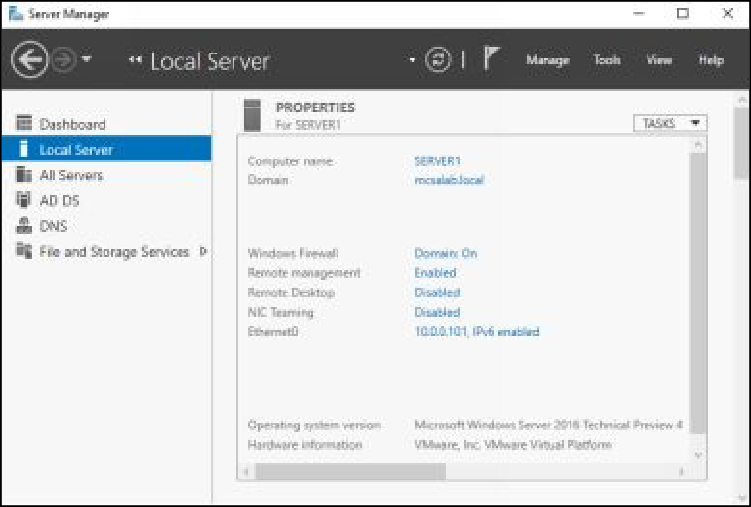 Server Manager
Local Server
Manage Tools View Help
Dashboard
Local Server
All Servers
AD DS
DNS
File and Storage Services
PROPERTIES
For SERVER1
TASKS
Computer name SERVER1
Domain mcsalab.local
Windows Firewall Domain: On
Remote management Enabled
Remote Desktop Disabled
NIC Teaming Disabled
Ethernet0 10.0.0.101, IPv6 enabled
Operating system version Microsoft Windows Server 2016 Technical Preview 4
Hardware information VMware, Inc. VMware Virtual Platform